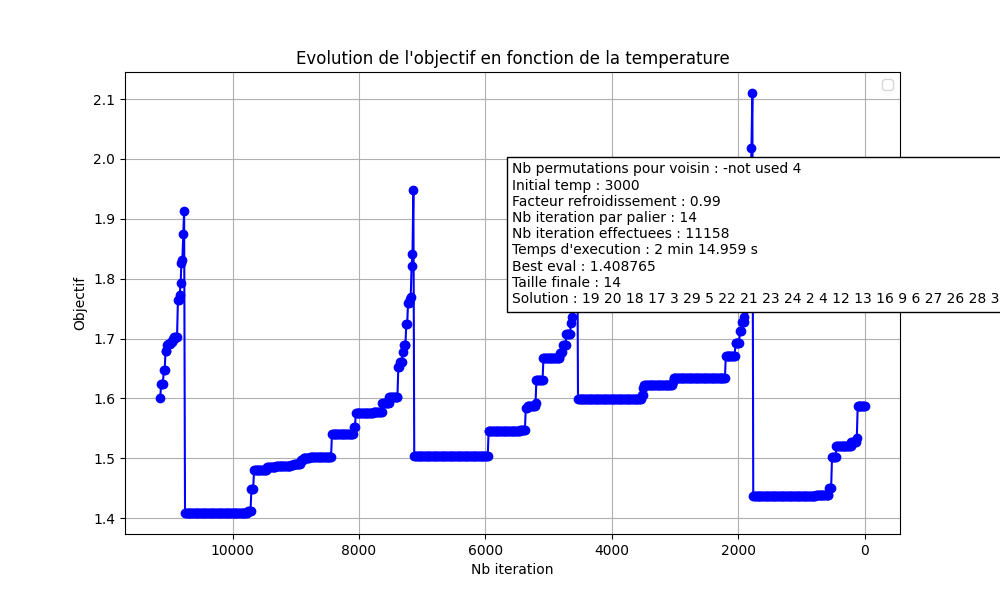 Evolution de l'objectif en fonction de la temperature
2.1
2.0
1.9
1.8
1.7
1.6
1.5
1.4
Objectif
Nb permutations pour voisin : -not used 4
Initial temp : 3000
Facteur refroidissement : 0.99
Nb iteration par palier : 14
Nb iteration effectuees : 11158
Temps d'execution : 2 min 14.959 s
Best eval : 1.408765
Taille finale : 14
Solution : 19 20 18 17 3 29 5 22 21 23 24 2 4 12 13 16 9 6 27 26 28 3
10000 8000 6000 4000 2000 0
Nb iteration